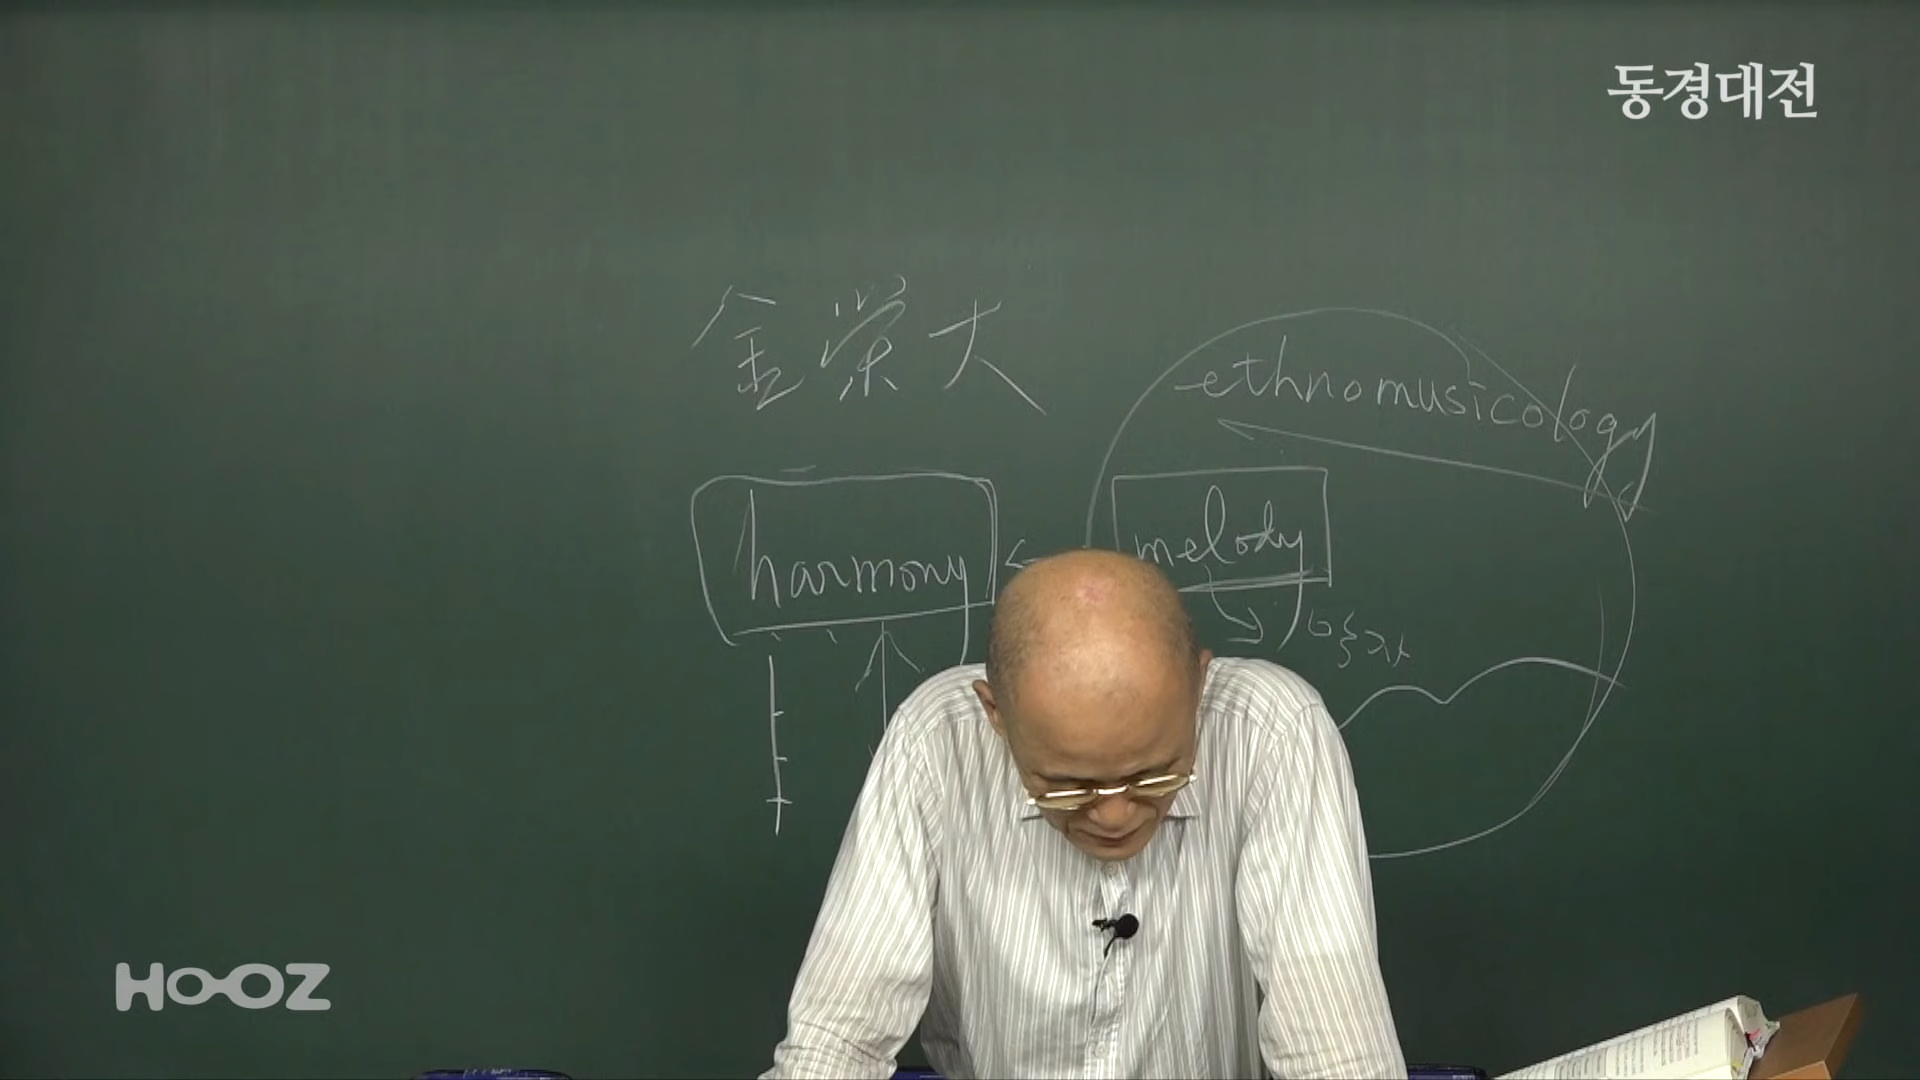 동경대전
金榮大
ethnomusicology
harmony
melody
HOOZ